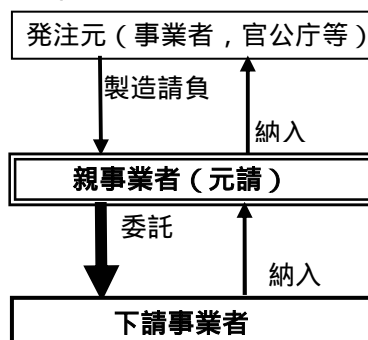 発注元（事業者，官公庁等）
製造請負
納入
親事業者（元請）
委託
納入
下請事業者